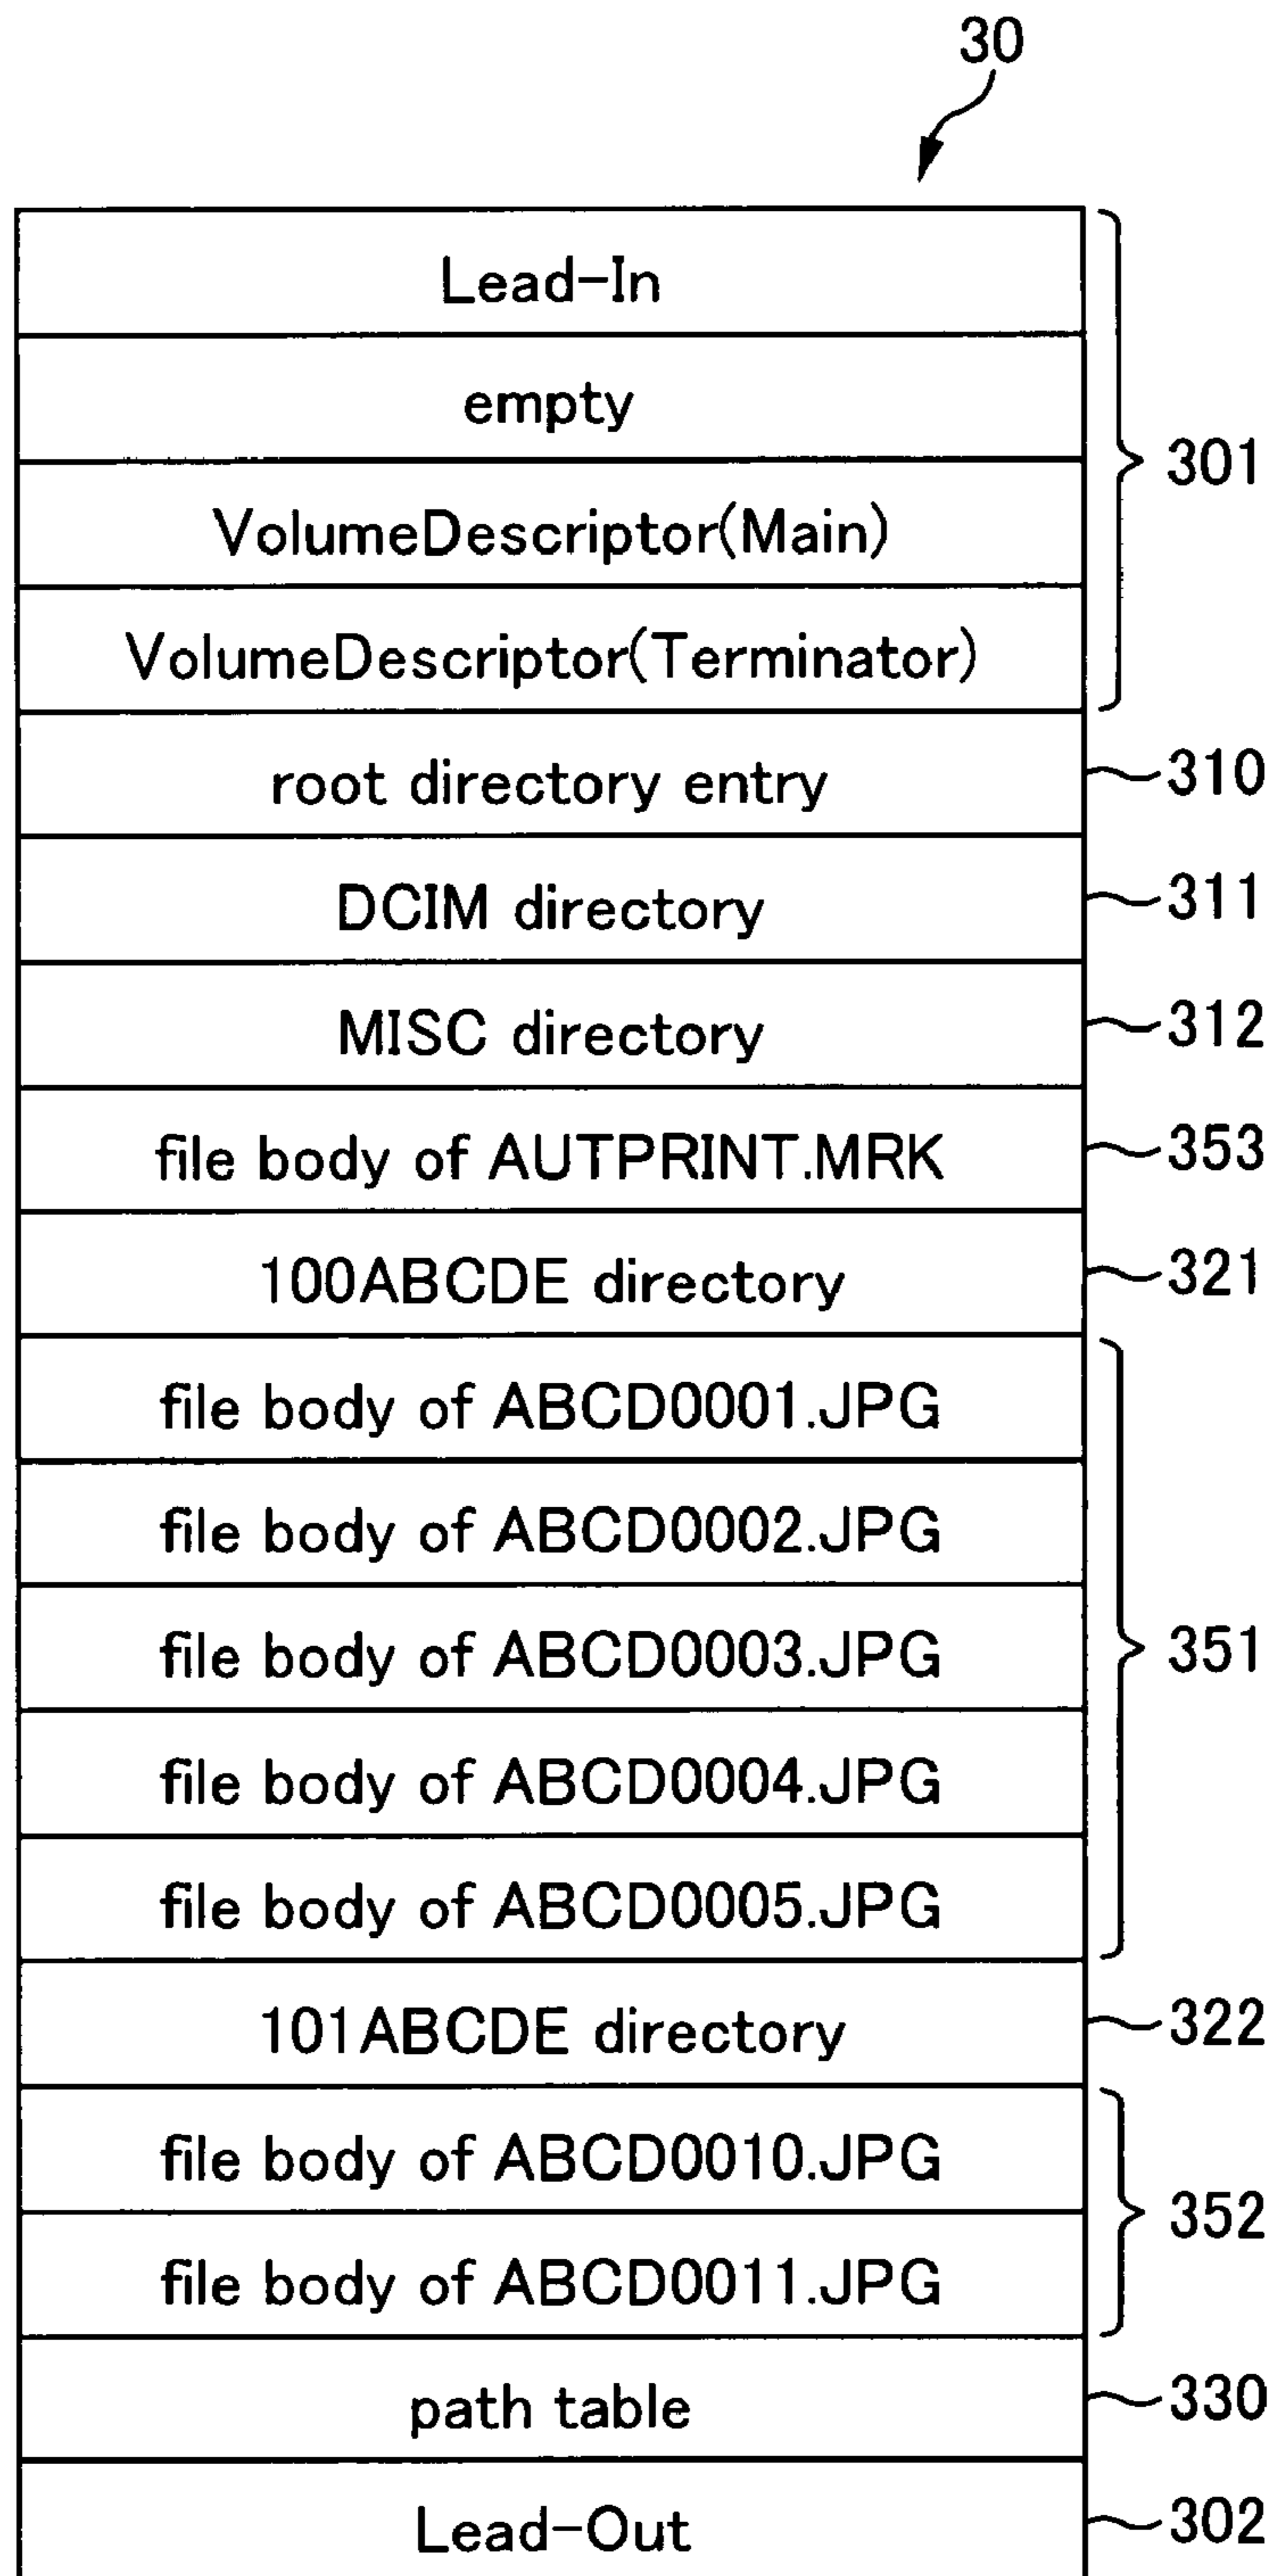 30
Lead-In
empty
301
VolumeDescriptor(Main)
VolumeDescriptor(Terminator)
root directory entry 310
DCIM directory 311
MISC directory 312
file body of AUTPRINT.MRK 353
100ABCDE directory 321
file body of ABCD0001.JPG
file body of ABCD0002.JPG
file body of ABCD0003.JPG 351
file body of ABCD0004.JPG
file body of ABCD0005.JPG
101ABCDE directory 322
file body of ABCD0010.JPG
352
file body of ABCD0011.JPG
path table 330
Lead-Out 302